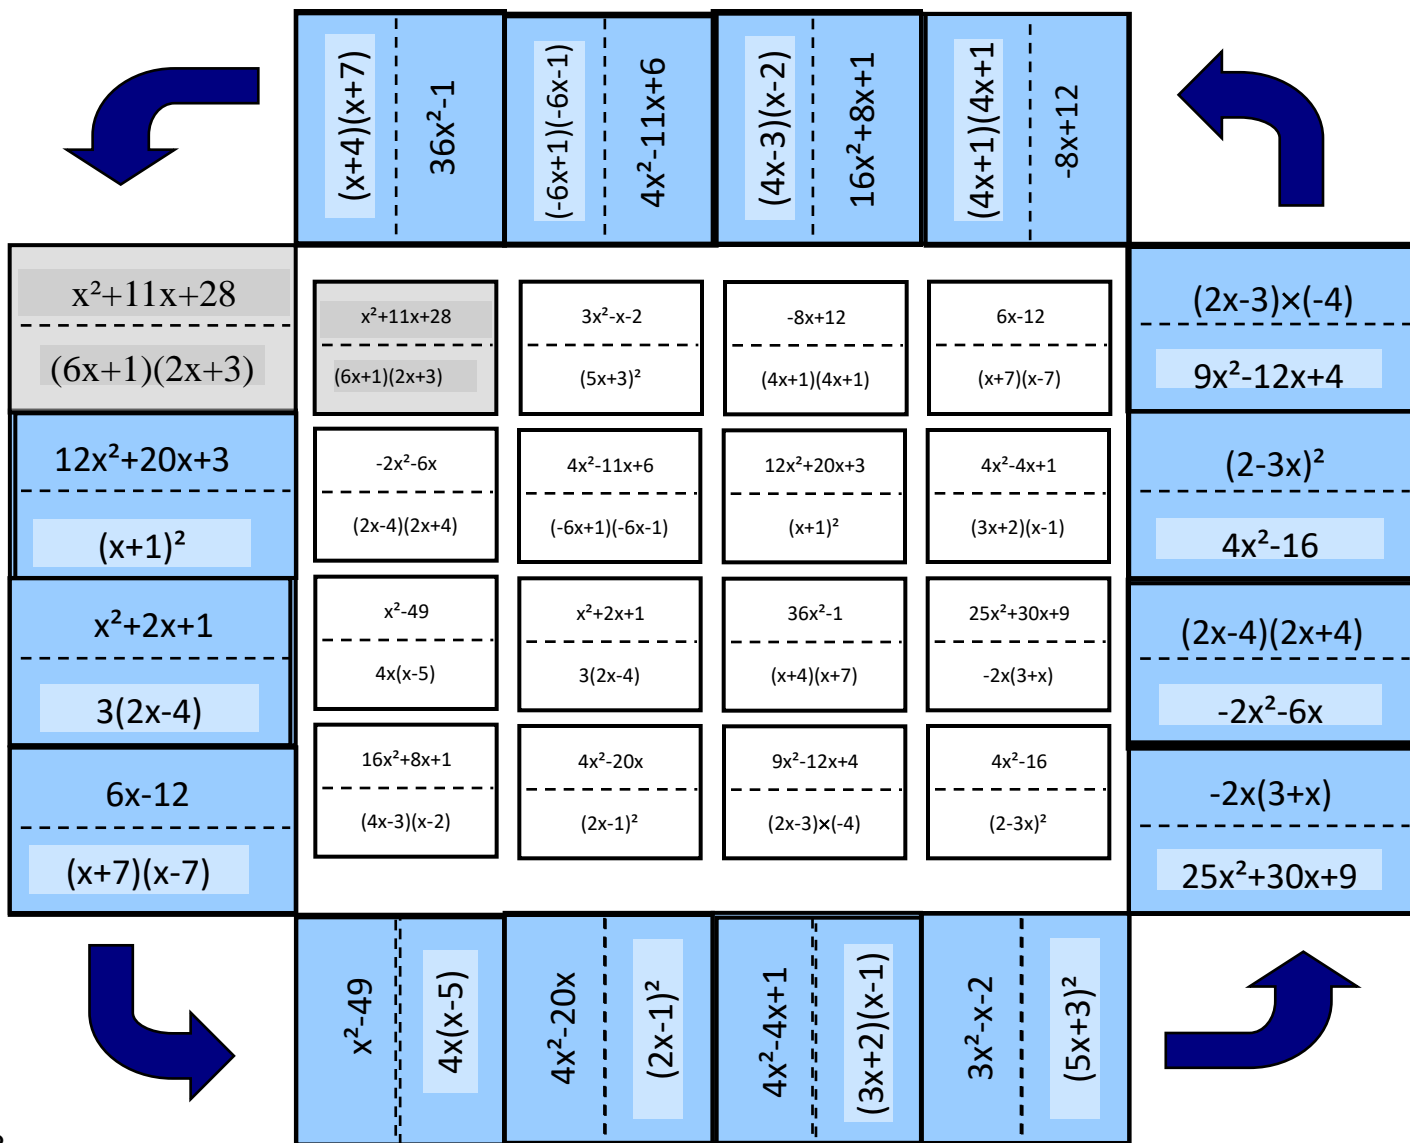 (x+4)(x+7)
36x²-1
(-6x+1)(-6x-1)
4x²-11x+6
(4x-3)(x-2)
16x²+8x+1
(4x+1)(4x+1
-8x+12
x²+11x+28
(6x+1)(2x+3)
12x²+20x+3
(x+1)²
x²+2x+1
3(2x-4)
6x-12
(x+7)(x-7)
x²+11x+28
(6x+1)(2x+3)
3x²-x-2
(5x+3)²
-8x+12
(4x+1)(4x+1)
6x-12
(x+7)(x-7)
-2x²-6x
(2x-4)(2x+4)
4x²-11x+6
(-6x+1)(-6x-1)
12x²+20x+3
(x+1)²
4x²-4x+1
(3x+2)(x-1)
x²-49
4x(x-5)
x²+2x+1
3(2x-4)
36x²-1
(x+4)(x+7)
25x²+30x+9
-2x(3+x)
16x²+8x+1
(4x-3)(x-2)
4x²-20x
(2x-1)²
9x²-12x+4
(2x-3)×(-4)
4x²-16
(2-3x)²
(2x-3)×(-4)
9x²-12x+4
(2-3x)²
4x²-16
(2x-4)(2x+4)
-2x²-6x
-2x(3+x)
25x²+30x+9
x²-49
4x(x-5)
4x²-20x
(2x-1)²
4x²-4x+1
(3x+2)(x-1)
3x²-x-2
(5x+3)²